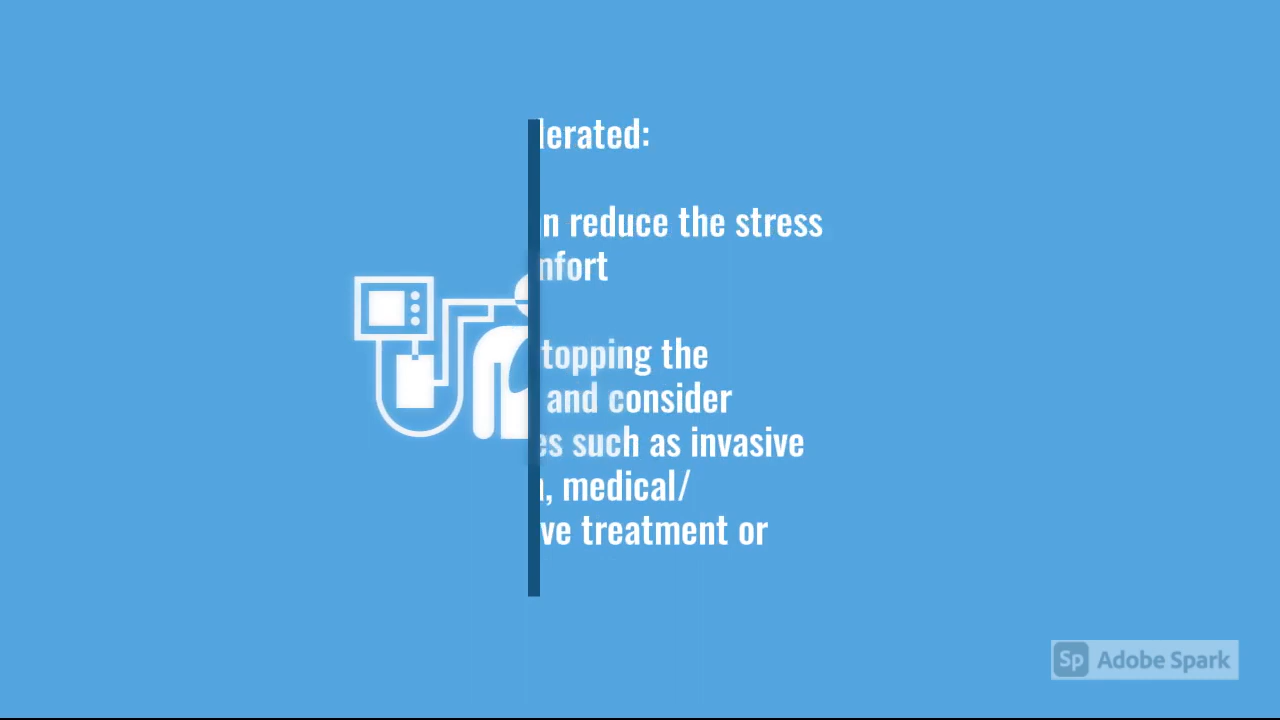 lerated:
n reduce the stress
nfort
topping the
and consider
es such as invasive
, medical/
ve treatment or
Sp Adobe Spark